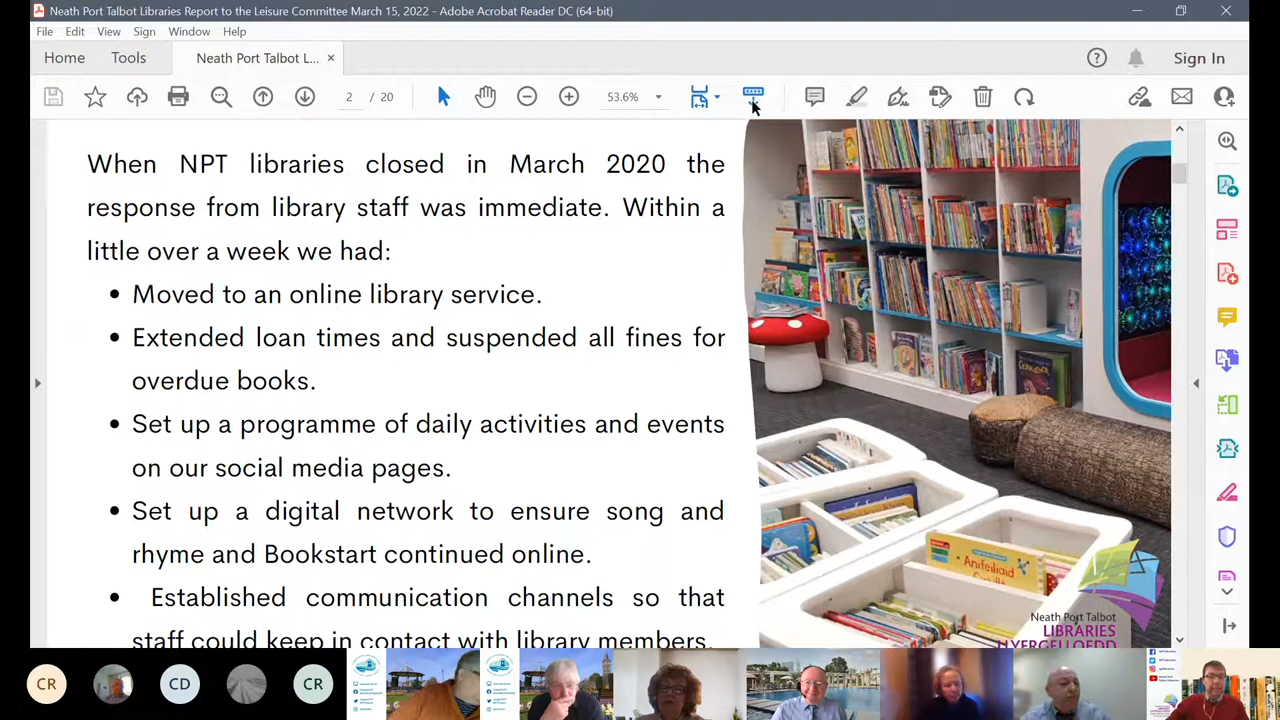 Neath Port Talbot Libraries Report to the Leisure Committee March 15, 2022 - Adobe Acrobat Reader DC (64-bit)
File Edit View Sign Window Help
Home Tools Neath Port Talbot L... ×
Sign In
2 / 20 53.6%
When NPT libraries closed in March 2020 the
response from library staff was immediate. Within a
little over a week we had:
• Moved to an online library service.
• Extended loan times and suspended all fines for
overdue books.
• Set up a programme of daily activities and events
on our social media pages.
• Set up a digital network to ensure song and
rhyme and Bookstart continued online.
• Established communication channels so that
staff could keep in contact with library members.
Anifeiliaid
Neath Port Talbot
LIBRARIES
LLYFRGELLOEDD
CR CD CR